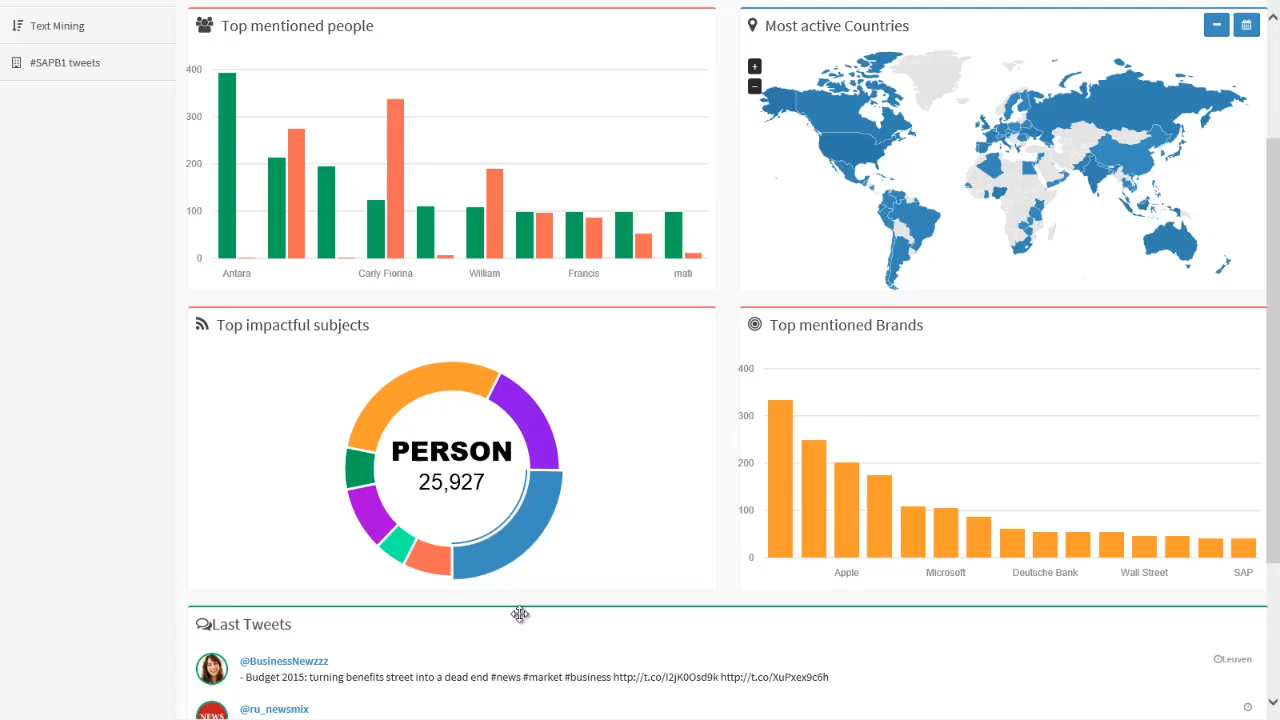 Text Mining
#SAPB1 tweets
Top mentioned people
400
300
200
100
0
Antara
Carly Fiorina
William
Francis
mati
Most active Countries
+
−
Top impactful subjects
PERSON
25,927
Top mentioned Brands
400
300
200
100
0
Apple
Microsoft
Deutsche Bank
Wall Street
SAP
Last Tweets
@BusinessNewzzz
Leuven
- Budget 2015: turning benefits street into a dead end #news #market #business http://t.co/I2jK0Osd9k http://t.co/XuPxex9c6h
@ru_newsmix
NEWS